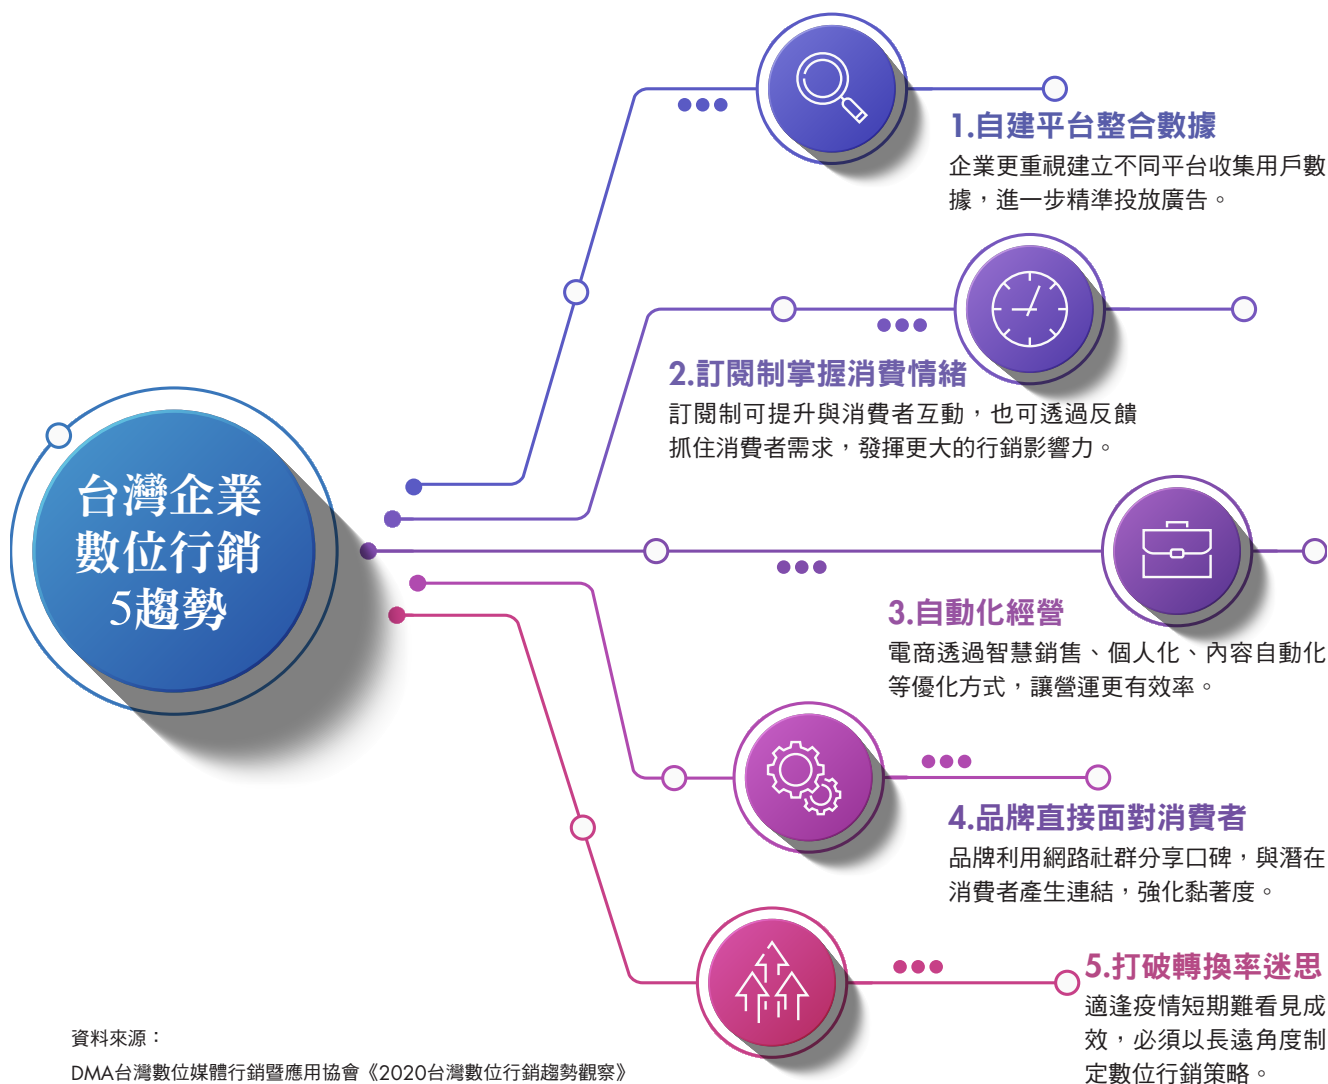 台灣企業
數位行銷
5趨勢
1.自建平台整合數據
企業更重視建立不同平台收集用戶數
據，進一步精準投放廣告。
2.訂閱制掌握消費情緒
訂閱制可提升與消費者互動，也可透過反饋
抓住消費者需求，發揮更大的行銷影響力。
3.自動化經營
電商透過智慧銷售、個人化、內容自動化
等優化方式，讓營運更有效率。
4.品牌直接面對消費者
品牌利用網路社群分享口碑，與潛在
消費者產生連結，強化黏著度。
5.打破轉換率迷思
適逢疫情短期難看見成
效，必須以長遠角度制
定數位行銷策略。
資料來源：
DMA台灣數位媒體行銷暨應用協會《2020台灣數位行銷趨勢觀察》